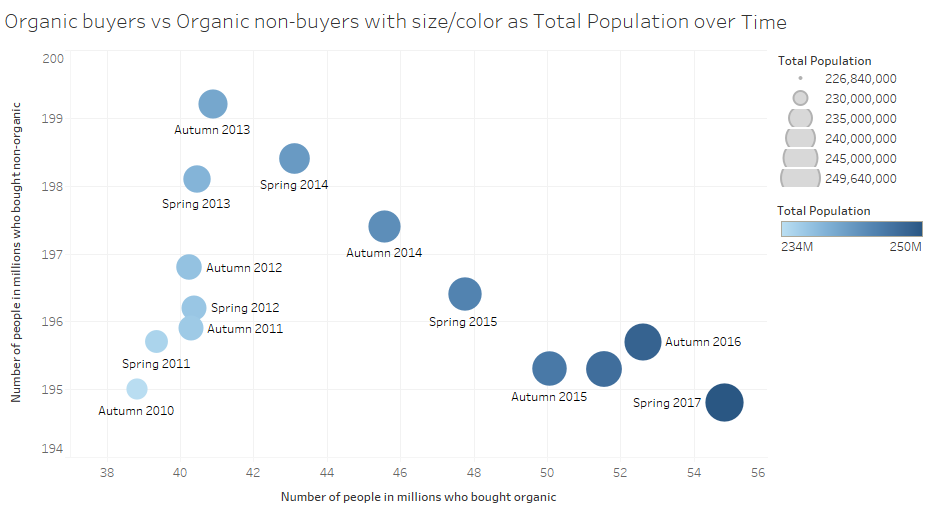 Organic buyers vs Organic non-buyers with size/color as Total Population over Time
Number of people in millions who bought non-organic
200
199
198
197
196
195
194
Autumn 2013
Spring 2014
Spring 2013
Autumn 2014
Autumn 2012
Spring 2012
Spring 2015
Autumn 2011
Autumn 2016
Spring 2011
Autumn 2015
Spring 2017
Autumn 2010
38
40
42
44
46
48
50
52
54
56
Number of people in millions who bought organic
Total Population
226,840,000
230,000,000
235,000,000
240,000,000
245,000,000
249,640,000
Total Population
234M
250M